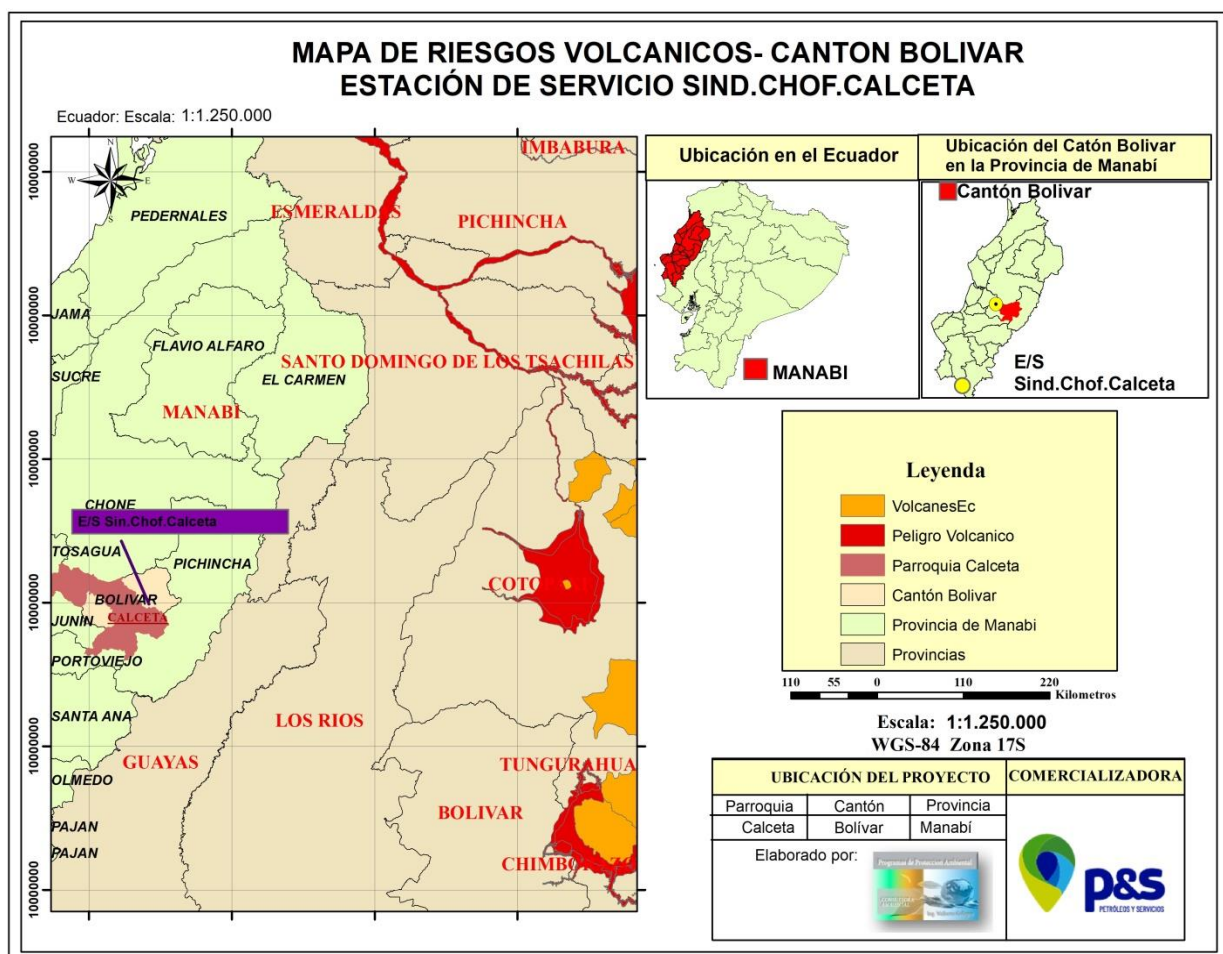 MAPA DE RIESGOS VOLCANICOS- CANTON BOLIVAR
ESTACIÓN DE SERVICIO SIND.CHOF.CALCETA
Ecuador: Escala: 1:1.250.000
N
W
E
S
IMBABURA
ESMERALDAS
PEDERNALES
PICHINCHA
JAMA
FLAVIO ALFARO
SANTO DOMINGO DE LOS TSACHILAS
SUCRE
EL CARMEN
MANABI
CHONE
E/S Sin.Chof.Calceta
TOSAGUA
PICHINCHA
BOLIVAR
CALCETA
JUNIN
PORTOVIEJO
SANTA ANA
LOS RIOS
GUAYAS
TUNGURAHUA
OLMEDO
BOLIVAR
PAJAN
PAJAN
10000000
10000000
10000000
10000000
10000000
10000000
Ubicación en el Ecuador
MANABI
Ubicación del Catón Bolivar
en la Provincia de Manabí
Cantón Bolivar
E/S
Sind.Chof.Calceta
Leyenda
VolcanesEc
Peligro Volcanico
Parroquia Calceta
Cantón Bolivar
Provincia de Manabi
Provincias
110 55 0 110 220
Kilometros
Escala: 1:1.250.000
WGS-84 Zona 17S
UBICACIÓN DEL PROYECTO
COMERCIALIZADORA
Parroquia Cantón Provincia
Calceta Bolívar Manabí
Elaborado por:
Programas de Proteccion Ambiental
P&S
PETRÓLEOS Y SERVICIOS